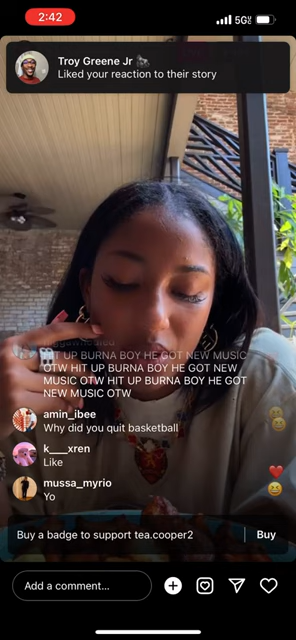 2:42
5G
Troy Greene Jr 🦍
Liked your reaction to their story
HIT UP BURNA BOY HE GOT NEW MUSIC
OTW HIT UP BURNA BOY HE GOT NEW
MUSIC OTW HIT UP BURNA BOY HE GOT
NEW MUSIC OTW
amin_ibee
Why did you quit basketball
k___xren
Like
mussa_myrio
Yo
Buy a badge to support tea.cooper2
Buy
Add a comment...